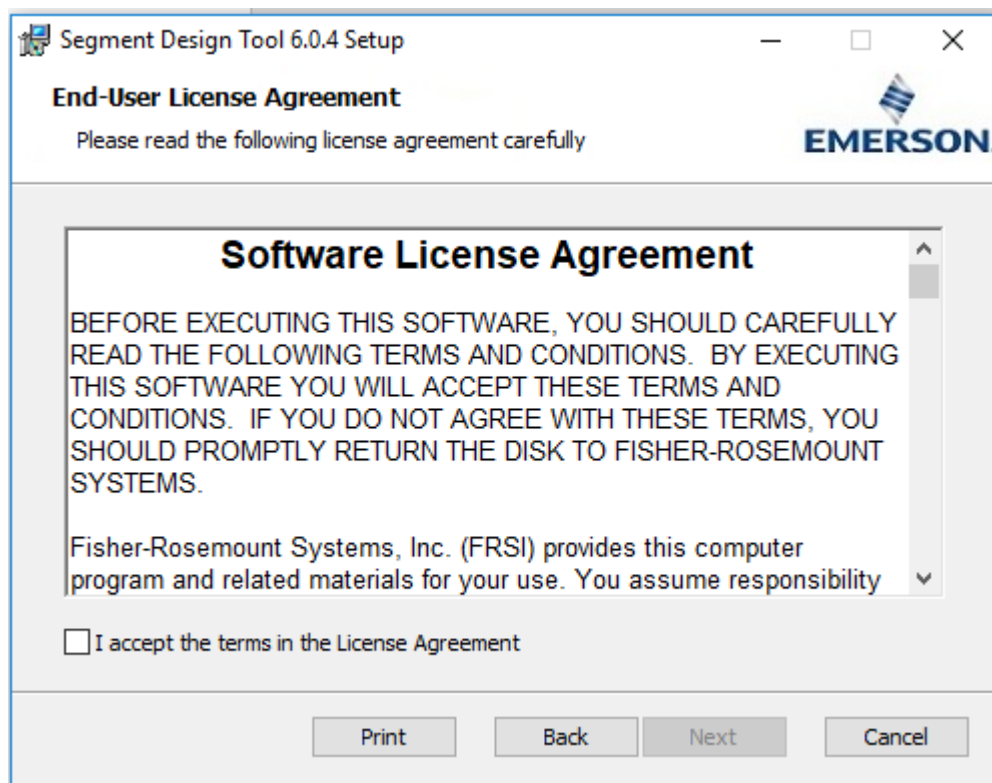 Segment Design Tool 6.0.4 Setup
End-User License Agreement
Please read the following license agreement carefully
EMERSON.
Software License Agreement
BEFORE EXECUTING THIS SOFTWARE, YOU SHOULD CAREFULLY
READ THE FOLLOWING TERMS AND CONDITIONS.  BY EXECUTING
THIS SOFTWARE YOU WILL ACCEPT THESE TERMS AND
CONDITIONS.  IF YOU DO NOT AGREE WITH THESE TERMS, YOU
SHOULD PROMPTLY RETURN THE DISK TO FISHER-ROSEMOUNT
SYSTEMS.
Fisher-Rosemount Systems, Inc. (FRSI) provides this computer
program and related materials for your use. You assume responsibility
I accept the terms in the License Agreement
Print Back Next Cancel